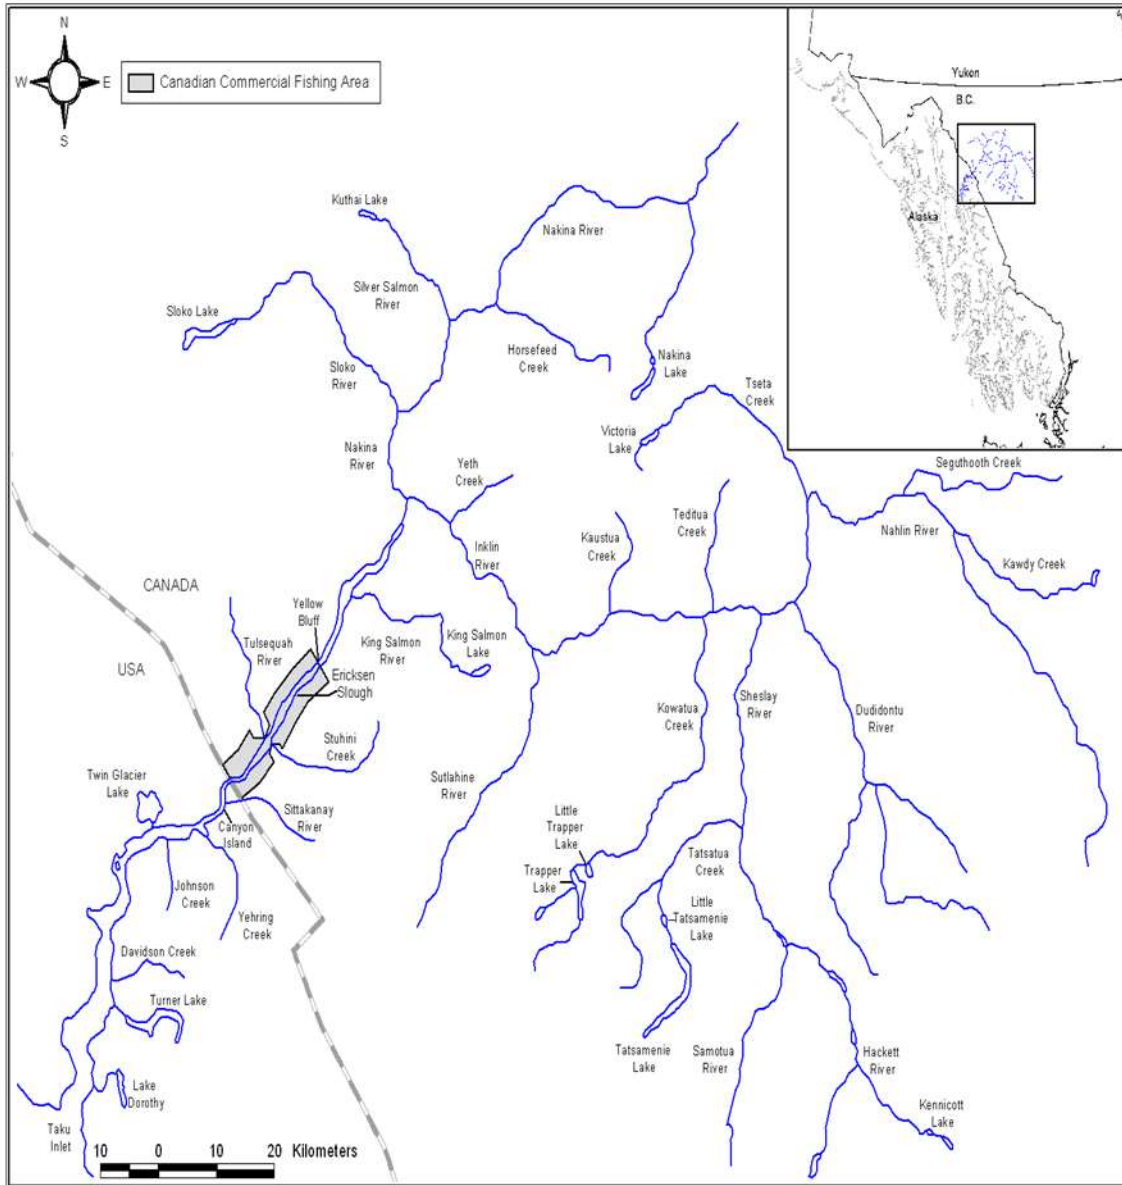 N
W
E
S
Canadian Commercial Fishing Area
Yukon
B.C.
Alaska
Kuthai Lake
Nakina River
Silver Salmon
River
Sloko Lake
Horsefeed
Creek
Nakina
Lake
Sloko
River
Tseta
Creek
Victoria
Lake
Nakina
River
Yeth
Creek
Seguthooth Creek
Teditua
Creek
Nahlin River
Kaustua
Creek
Inklin
River
Kawdy Creek
CANADA
Yellow
Bluff
Tulsequah
River
King Salmon
River
King Salmon
Lake
USA
Ericksen
Slough
Sheslay
River
Kowatua
Creek
Dudidontu
River
Stuhini
Creek
Twin Glacier
Lake
Sutlahine
River
Sittakanay
River
Canyon
Island
Little
Trapper
Lake
Tatsatua
Creek
Trapper
Lake
Johnson
Creek
Yehring
Creek
Little
Tatsamenie
Lake
Davidson Creek
Turner Lake
Tatsamenie
Lake
Samotua
River
Hackett
River
Lake
Dorothy
Kennicott
Lake
Taku
Inlet
10 0 10 20 Kilometers